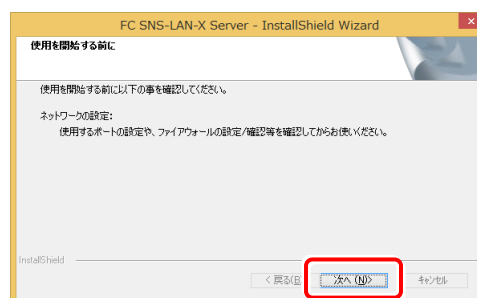 FC SNS-LAN-X Server - InstallShield Wizard
使用を開始する前に
使用を開始する前に以下の事を確認してください。
ネットワークの設定:
使用するポートの設定や、ファイアウォールの設定/確認等を確認してからお使いください。
InstallShield
< 戻る(B) 次へ (N)> キャンセル